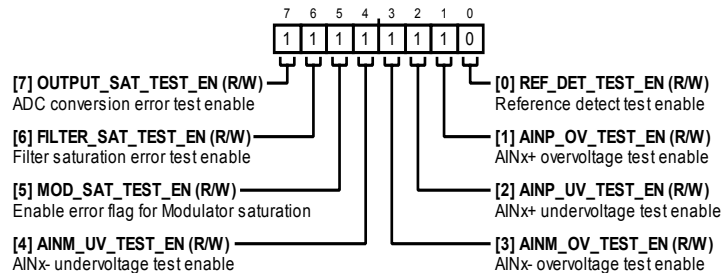 7 6 5 4 3 2 1 0
1 1 1 1 1 1 1 0
[7] OUTPUT_SAT_TEST_EN (R/W)
ADC conversion error test enable
[6] FILTER_SAT_TEST_EN (R/W)
Filter saturation error test enable
[5] MOD_SAT_TEST_EN (R/W)
Enable error flag for Modulator saturation
[4] AINM_UV_TEST_EN (R/W)
AINx- undervoltage test enable
[0] REF_DET_TEST_EN (R/W)
Reference detect test enable
[1] AINP_OV_TEST_EN (R/W)
AINx+ overvoltage test enable
[2] AINP_UV_TEST_EN (R/W)
AINx+ undervoltage test enable
[3] AINM_OV_TEST_EN (R/W)
AINx- overvoltage test enable